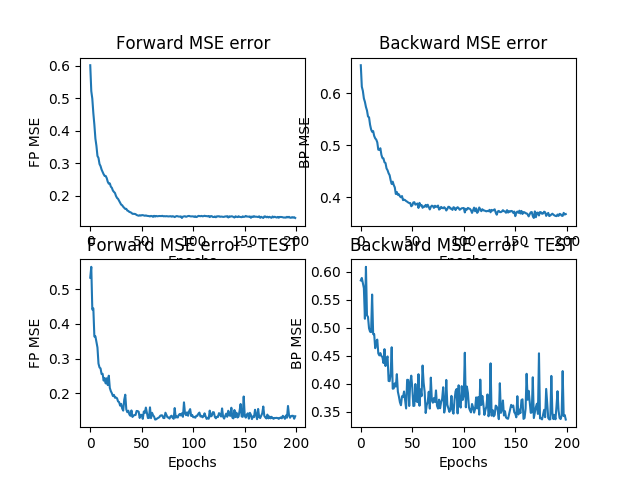 Forward MSE error
FP MSE
0.6
0.5
0.4
0.3
0.2
0 50 100 150 200
Epochs
Backward MSE error
BP MSE
0.6
0.5
0.4
0 50 100 150 200
Epochs
Forward MSE error - TEST
FP MSE
0.5
0.4
0.3
0.2
0 50 100 150 200
Epochs
Backward MSE error - TEST
BP MSE
0.60
0.55
0.50
0.45
0.40
0.35
0 50 100 150 200
Epochs